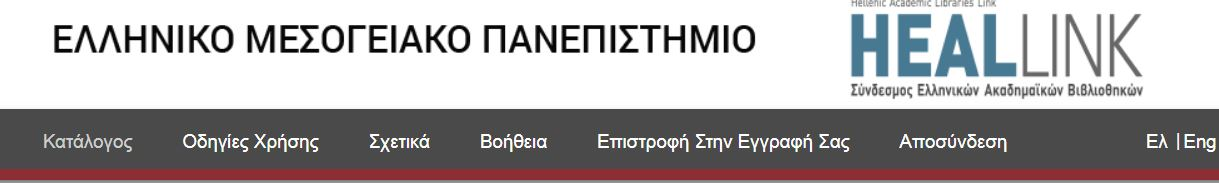 Hellenic Academic Libraries Link
ΕΛΛΗΝΙΚΟ ΜΕΣΟΓΕΙΑΚΟ ΠΑΝΕΠΙΣΤΗΜΙΟ
HEALLINK
Σύνδεσμος Ελληνικών Ακαδημαϊκών Βιβλιοθηκών
Κατάλογος Οδηγίες Χρήσης Σχετικά Βοήθεια Επιστροφή Στην Εγγραφή Σας Αποσύνδεση Ελ | Eng